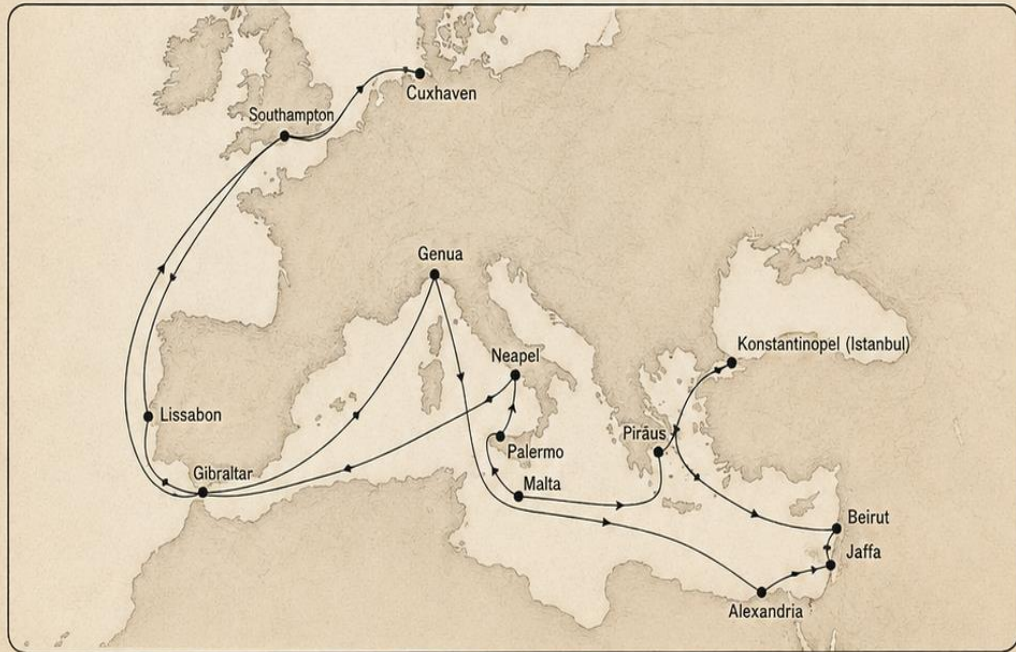 Cuxhaven
Southampton
Genua
Konstantinopel (Istanbul)
Neapel
Lissabon
Piräus
Palermo
Gibraltar
Malta
Beirut
Jaffa
Alexandria